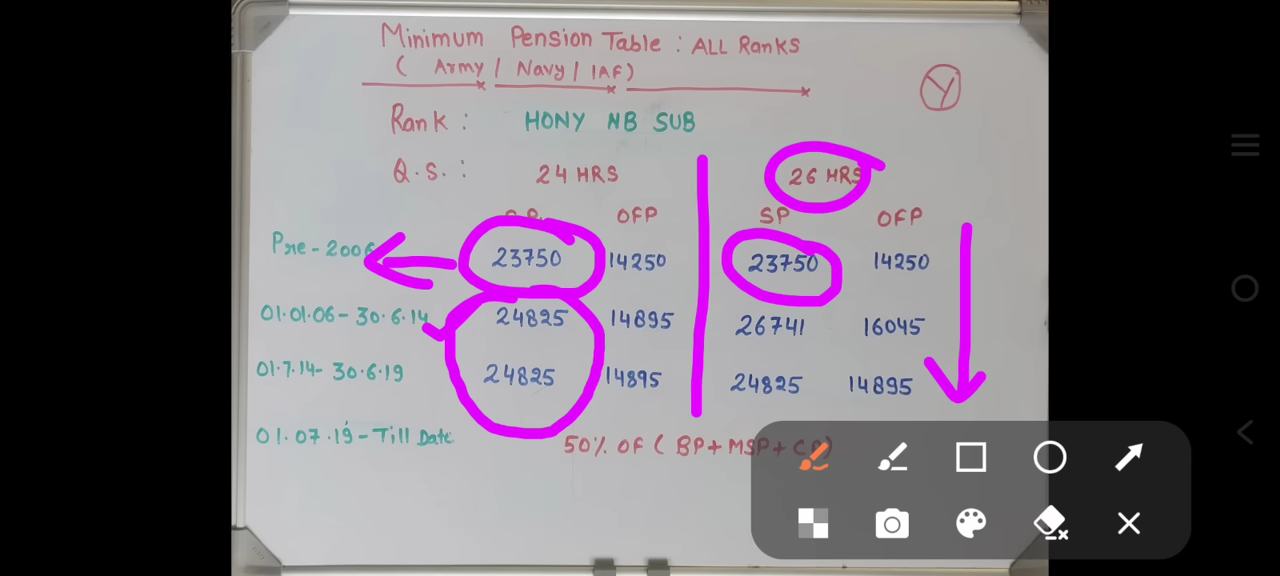 Minimum Pension Table : ALL Ranks
( Army / Navy / IAF)
Y
Rank : HONY NB SUB
Q.S. : 24 HRS 26 HRS
OFP SP OFP
Pre-2006 23750 14250 23750 14250
01.01.06-30.6.14 24825 14895 26741 16045
01.7.14-30.6.19 24825 14895 24825 14895
01.07.19-Till Date 50% OF ( BP+MSP+